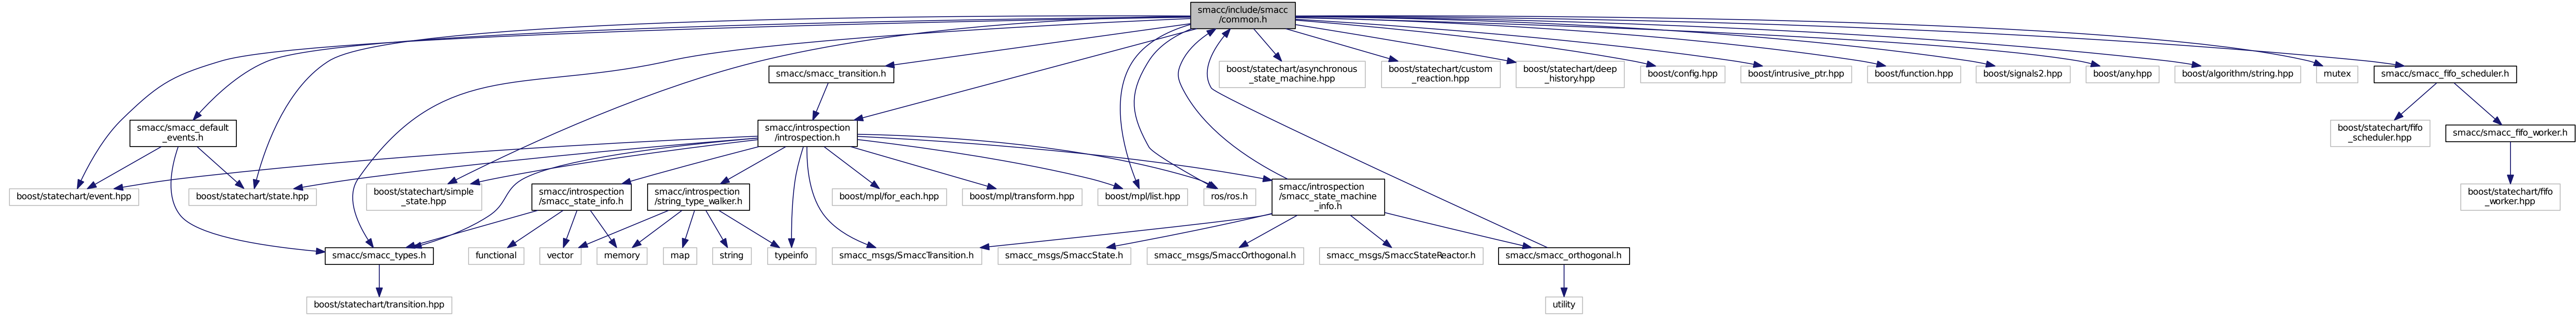 smacc/include/smacc
/common.h
smacc/smacc_transition.h
boost/statechart/asynchronous
_state_machine.hpp
boost/statechart/custom
_reaction.hpp
boost/statechart/deep
_history.hpp
boost/config.hpp
boost/intrusive_ptr.hpp
boost/function.hpp
boost/signals2.hpp
boost/any.hpp
boost/algorithm/string.hpp
mutex
smacc/smacc_fifo_scheduler.h
smacc/smacc_default
_events.h
smacc/introspection
/introspection.h
boost/statechart/fifo
_scheduler.hpp
smacc/smacc_fifo_worker.h
boost/statechart/event.hpp
boost/statechart/state.hpp
boost/statechart/simple
_state.hpp
smacc/introspection
/smacc_state_info.h
smacc/introspection
/string_type_walker.h
boost/mpl/for_each.hpp
boost/mpl/transform.hpp
boost/mpl/list.hpp
ros/ros.h
smacc/introspection
/smacc_state_machine
_info.h
boost/statechart/fifo
_worker.hpp
smacc/smacc_types.h
functional
vector
memory
map
string
typeinfo
smacc_msgs/SmaccTransition.h
smacc_msgs/SmaccState.h
smacc_msgs/SmaccOrthogonal.h
smacc_msgs/SmaccStateReactor.h
smacc/smacc_orthogonal.h
boost/statechart/transition.hpp
utility